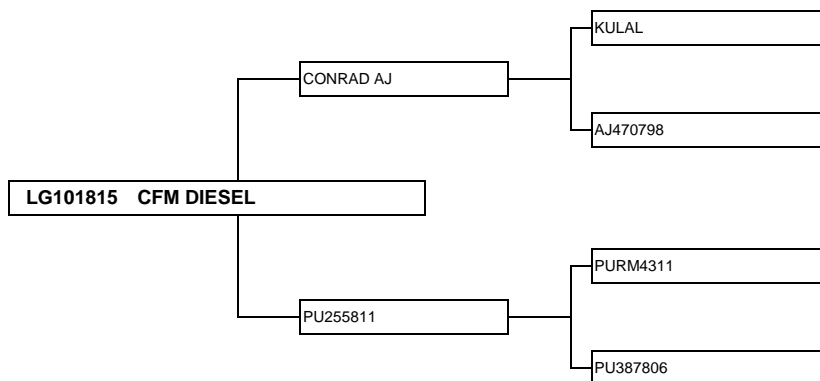 KULAL
CONRAD AJ
AJ470798
LG101815 CFM DIESEL
PURM4311
PU255811
PU387806